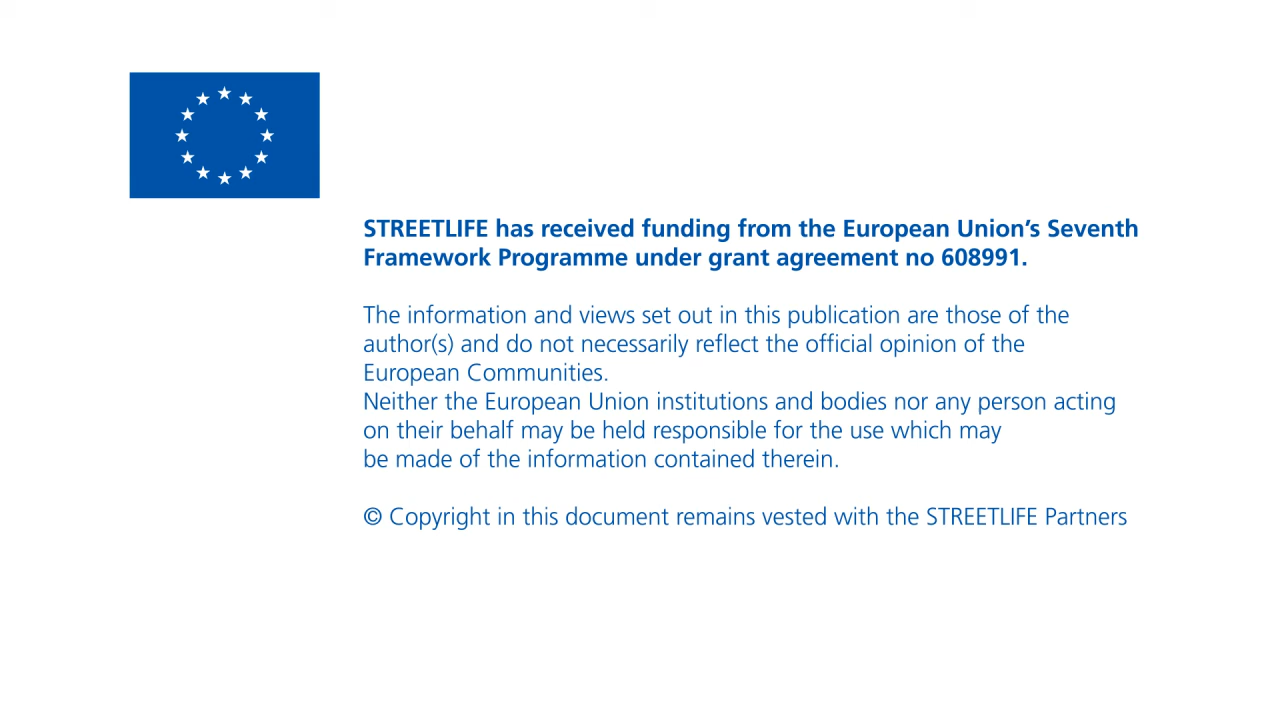 STREETLIFE has received funding from the European Union’s Seventh
Framework Programme under grant agreement no 608991.
The information and views set out in this publication are those of the
author(s) and do not necessarily reflect the official opinion of the
European Communities.
Neither the European Union institutions and bodies nor any person acting
on their behalf may be held responsible for the use which may
be made of the information contained therein.
© Copyright in this document remains vested with the STREETLIFE Partners